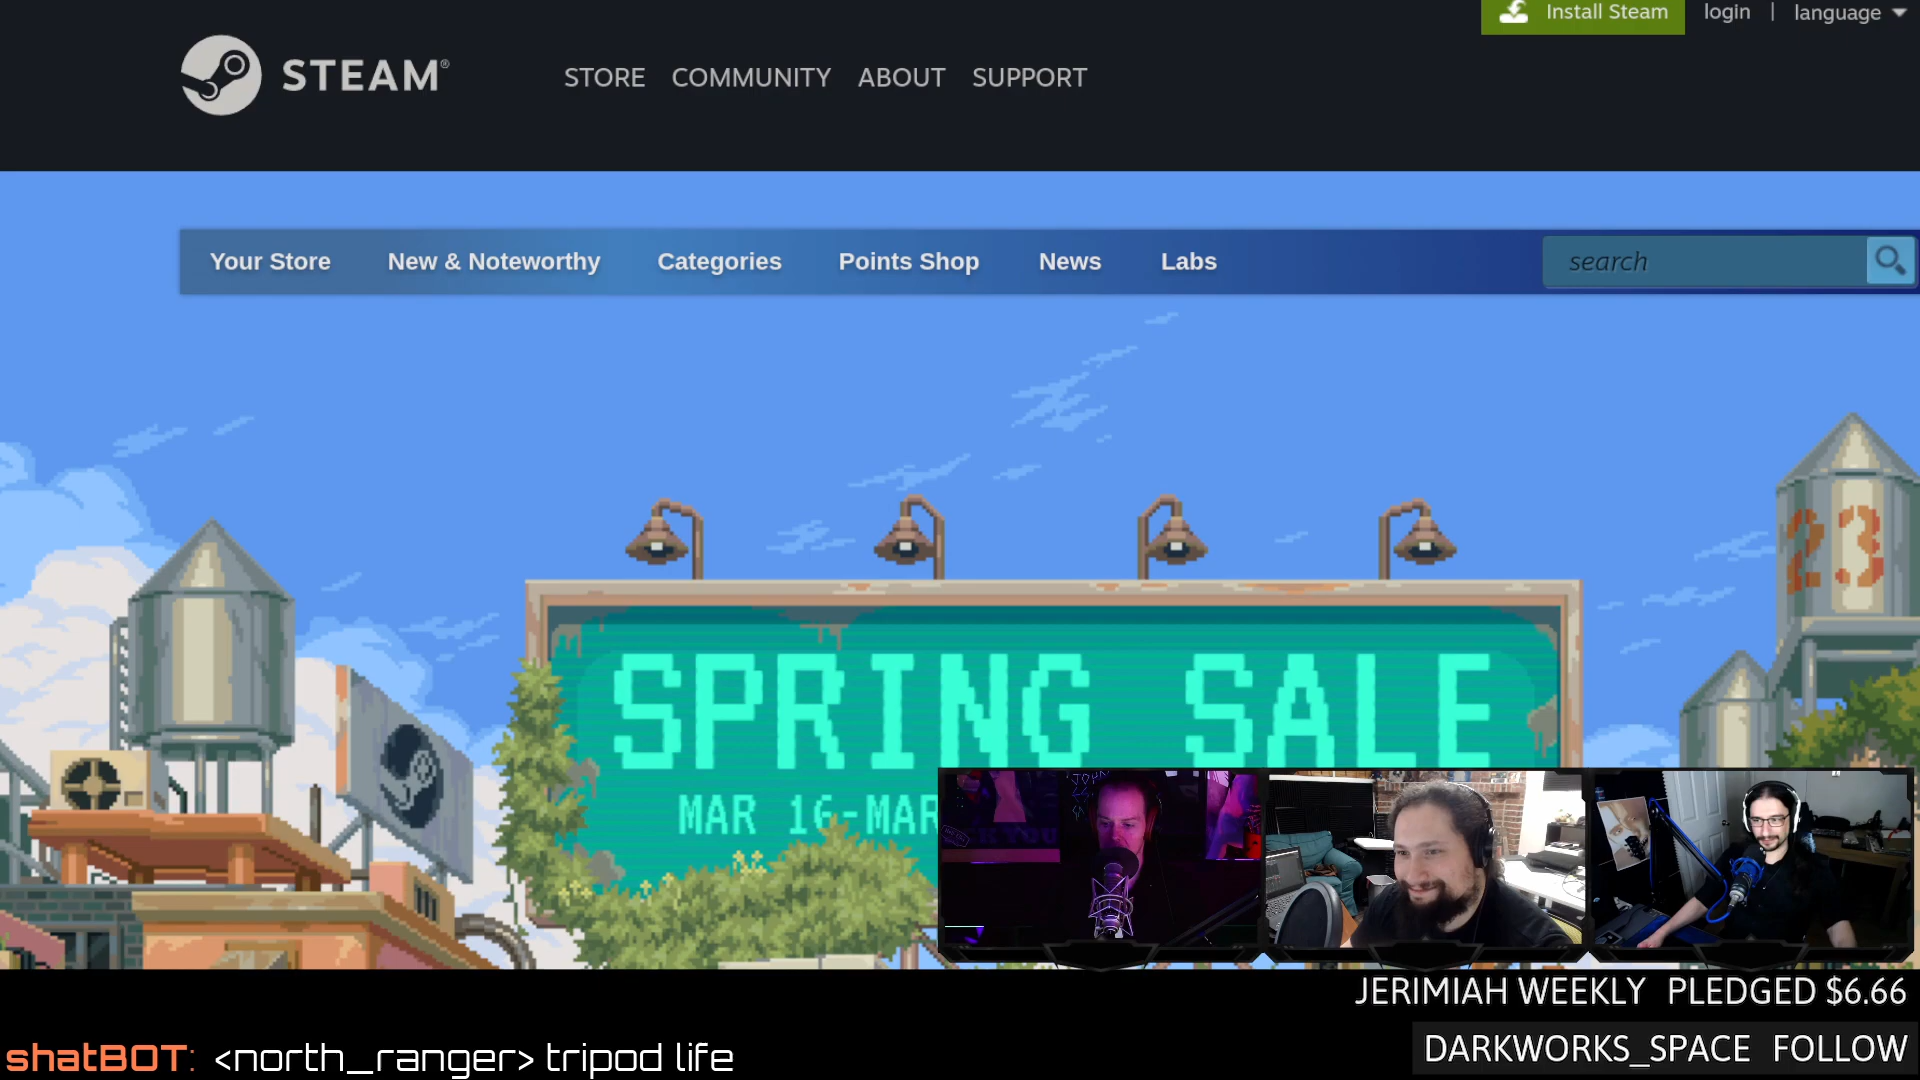 Install Steam login | language
STEAM®
STORE COMMUNITY ABOUT SUPPORT
Your Store New & Noteworthy Categories Points Shop News Labs search
23
SPRING SALE
MAR 16-MAR
JERIMIAH WEEKLY PLEDGED $6.66
DARKWORKS_SPACE FOLLOW
shatBOT: <north_ranger> tripod life